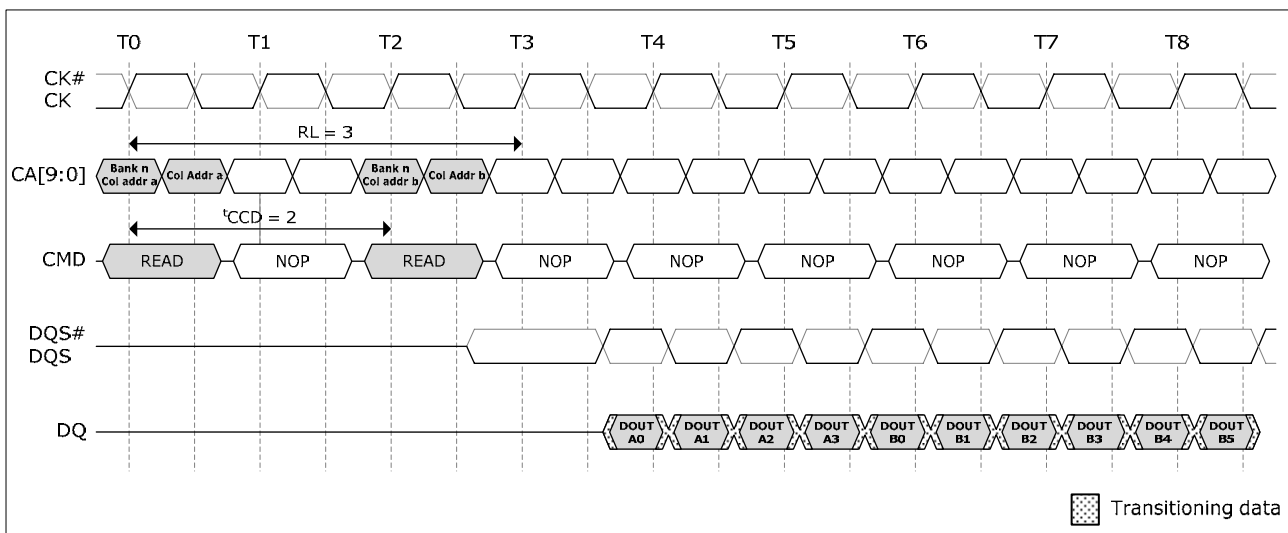 T0 T1 T2 T3 T4 T5 T6 T7 T8
CK#
CK
RL = 3
CA[9:0]
Bank n
Col addr a
Col Addr a
Bank n
Col addr b
Col Addr b
tCCD = 2
CMD READ NOP READ NOP NOP NOP NOP NOP NOP
DQS#
DQS
DQ
DOUT A0
DOUT A1
DOUT A2
DOUT A3
DOUT B0
DOUT B1
DOUT B2
DOUT B3
DOUT B4
DOUT B5
Transitioning data